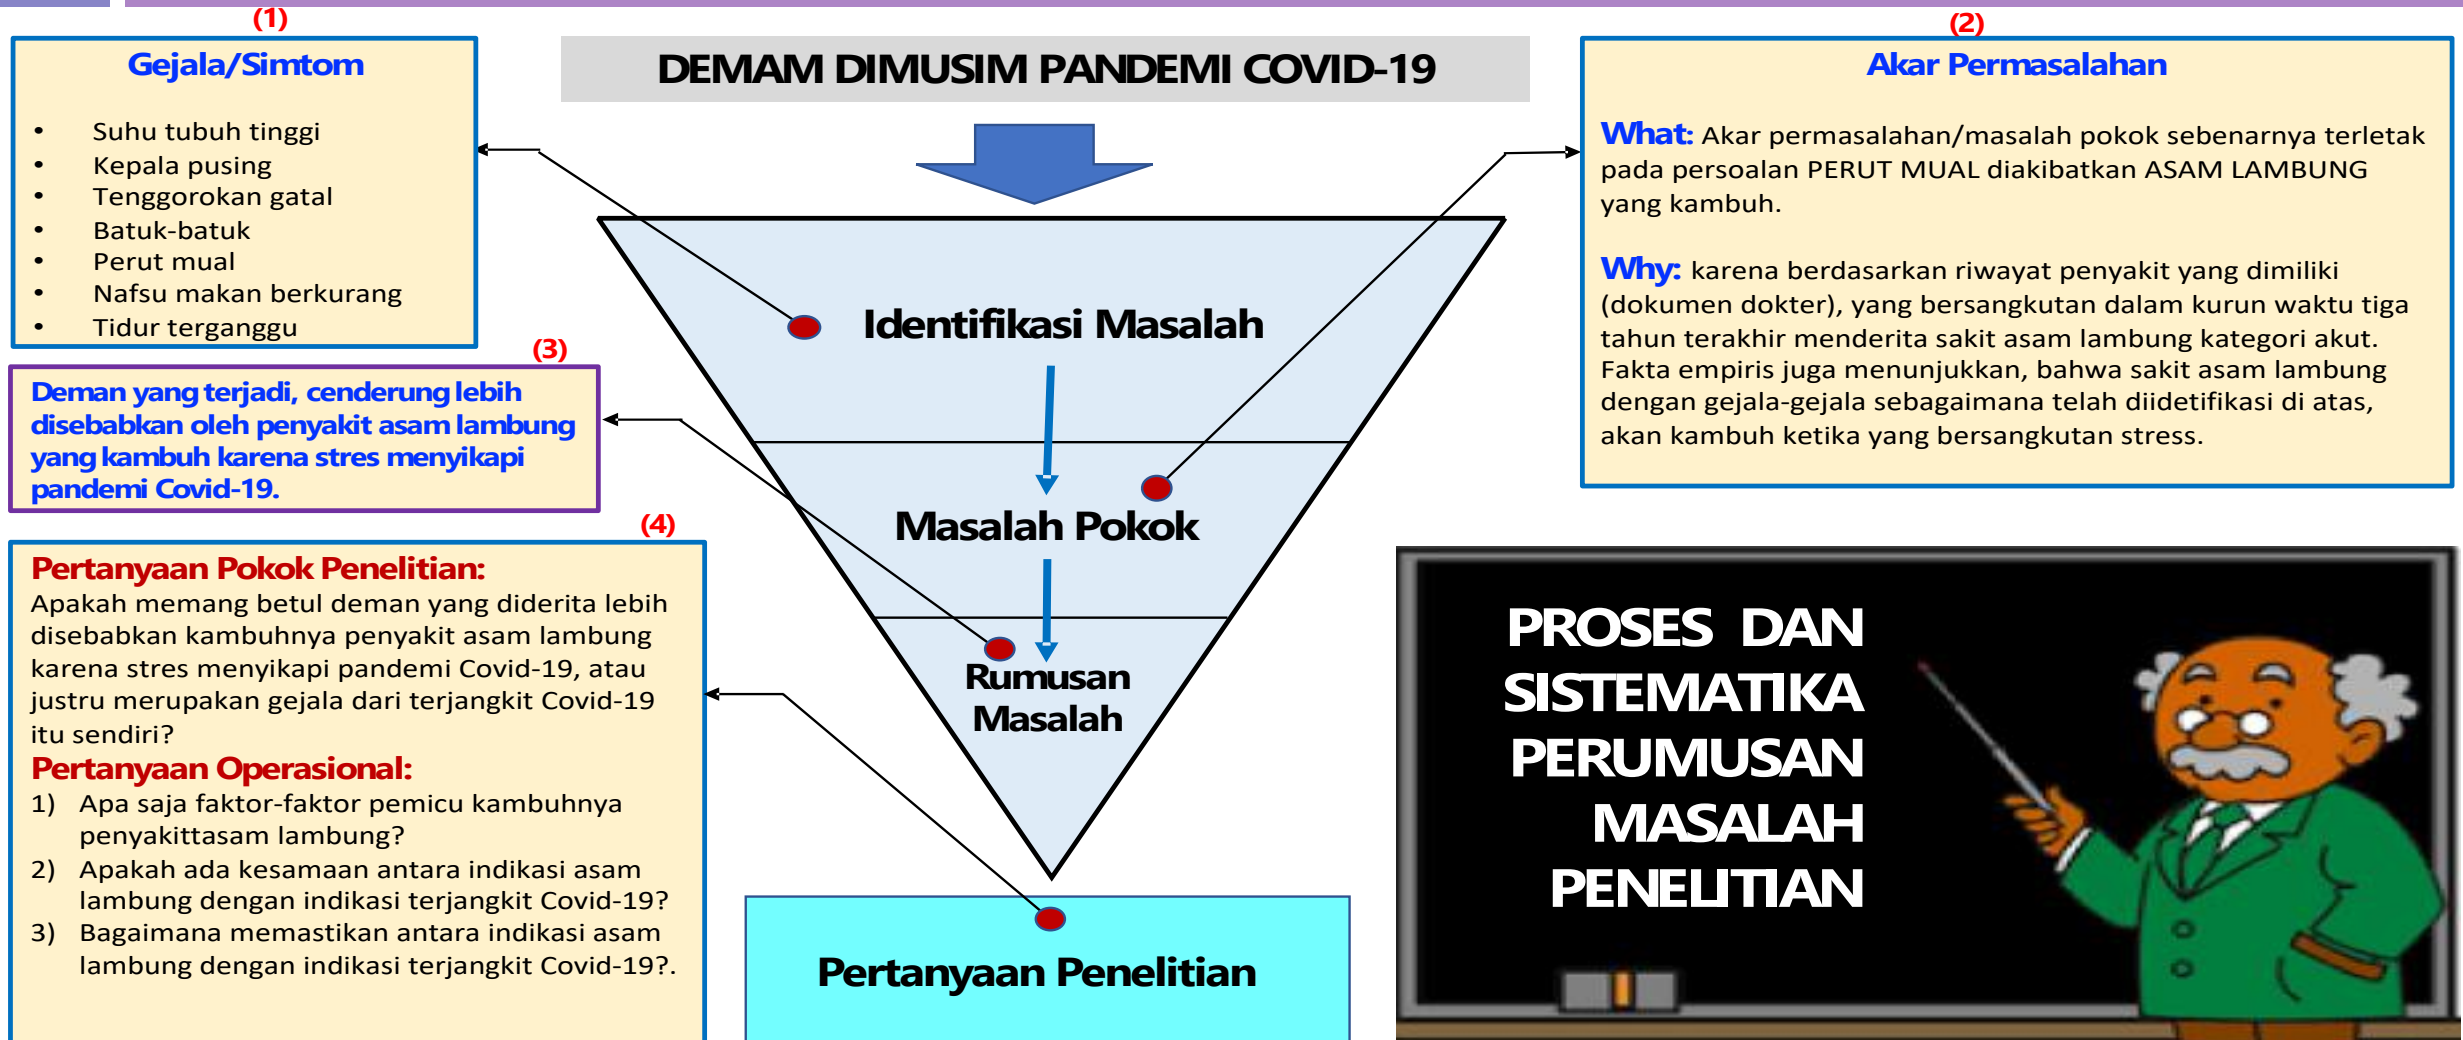 (1)
Gejala/Simtom
• Suhu tubuh tinggi
• Kepala pusing
• Tenggorokan gatal
• Batuk-batuk
• Perut mual
• Nafsu makan berkurang
• Tidur terganggu
DEMAM DIMUSIM PANDEMI COVID-19
(2)
Akar Permasalahan
What: Akar permasalahan/masalah pokok sebenarnya terletak
pada persoalan PERUT MUAL diakibatkan ASAM LAMBUNG
yang kambuh.
Why: karena berdasarkan riwayat penyakit yang dimiliki
(dokumen dokter), yang bersangkutan dalam kurun waktu tiga
tahun terakhir menderita sakit asam lambung kategori akut.
Fakta empiris juga menunjukkan, bahwa sakit asam lambung
dengan gejala-gejala sebagaimana telah diidetifikasi di atas,
akan kambuh ketika yang bersangkutan stress.
Identifikasi Masalah
Masalah Pokok
Rumusan
Masalah
(3)
Deman yang terjadi, cenderung lebih
disebabkan oleh penyakit asam lambung
yang kambuh karena stres menyikapi
pandemi Covid-19.
(4)
Pertanyaan Pokok Penelitian:
Apakah memang betul deman yang diderita lebih
disebabkan kambuhnya penyakit asam lambung
karena stres menyikapi pandemi Covid-19, atau
justru merupakan gejala dari terjangkit Covid-19
itu sendiri?
Pertanyaan Operasional:
1) Apa saja faktor-faktor pemicu kambuhnya
penyakittasam lambung?
2) Apakah ada kesamaan antara indikasi asam
lambung dengan indikasi terjangkit Covid-19?
3) Bagaimana memastikan antara indikasi asam
lambung dengan indikasi terjangkit Covid-19?.
Pertanyaan Penelitian
PROSES DAN
SISTEMATIKA
PERUMUSAN
MASALAH
PENELITIAN